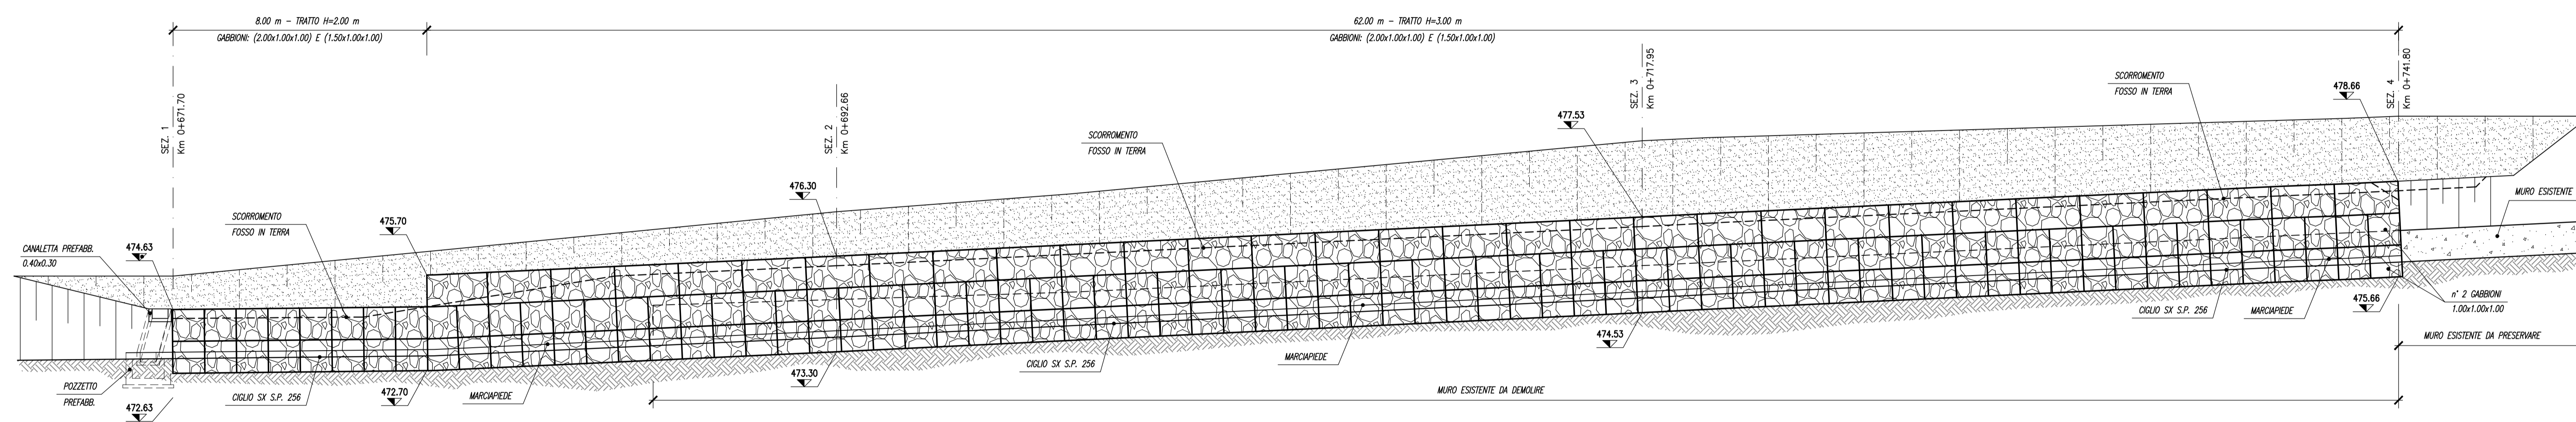 8.00 m – TRATTO H=2.00 m
GABBIONI: (2.00x1.00x1.00) E (1.50x1.00x1.00)
62.00 m – TRATTO H=3.00 m
GABBIONI: (2.00x1.00x1.00) E (1.50x1.00x1.00)
SEZ. 1
Km 0+671.70
SEZ. 2
Km 0+692.66
SEZ. 3
Km 0+717.95
SEZ. 4
Km 0+741.80
CANALETTA PREFABB.
0.40x0.30
474.63
SCORROMENTO
FOSSO IN TERRA
475.70
476.30
SCORROMENTO
FOSSO IN TERRA
477.53
SCORROMENTO
FOSSO IN TERRA
478.66
MURO ESISTENTE
POZZETTO
PREFABB.
472.63
CIGLIO SX S.P. 256
472.70
MARCIAPIEDE
473.30
CIGLIO SX S.P. 256
MARCIAPIEDE
474.53
CIGLIO SX S.P. 256
MARCIAPIEDE
475.66
n° 2 GABBIONI
1.00x1.00x1.00
MURO ESISTENTE DA PRESERVARE
MURO ESISTENTE DA DEMOLIRE